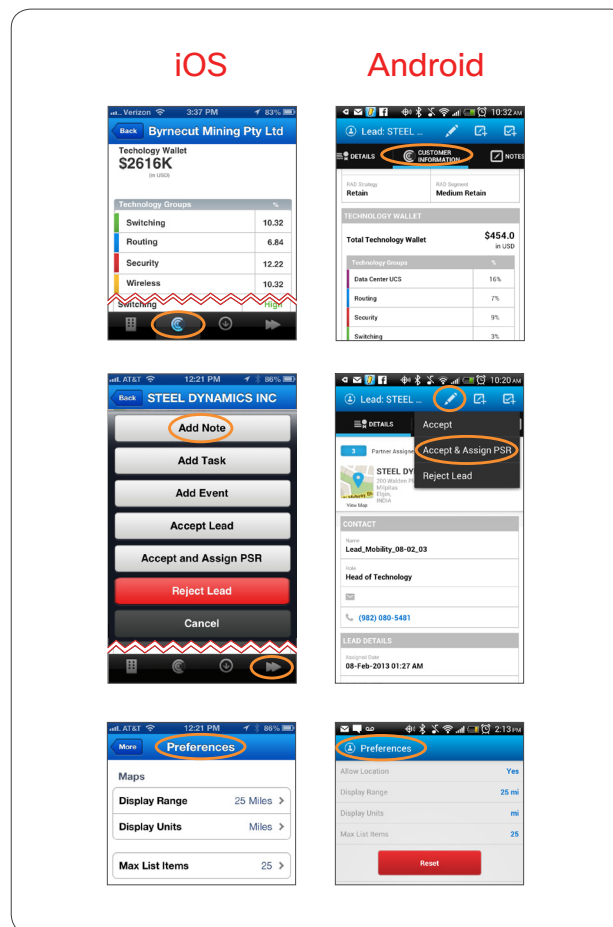 iOS
Android
Verizon 3:37 PM 83%
Back Byrnecut Mining Pty Ltd
Techology Wallet
$2616K
(in USD)
Technology Groups %
Switching 10.32
Routing 6.84
Security 12.22
Wireless 10.32
Switching High
10:32 AM
Lead: STEEL ...
DETAILS CUSTOMER INFORMATION NOTES
RAD Strategy RAD Segment
Retain Medium Retain
TECHNOLOGY WALLET
Total Technology Wallet $454.0
in USD
Technology Groups %
Data Center UCS 16%
Routing 7%
Security 9%
Switching 3%
AT&T 12:21 PM 86%
Back STEEL DYNAMICS INC
Add Note
Add Task
Add Event
Accept Lead
Accept and Assign PSR
Reject Lead
Cancel
10:20 AM
Lead: STEEL ...
DETAILS
Accept
Accept & Assign PSR
Reject Lead
3 Partner Assigne
STEEL DY
200 Walden
Milpitas
Elgin,
INDIA
View Map
CONTACT
Name
Lead_Mobility_08-02_03
Head of Technology
(982) 080-5481
LEAD DETAILS
Assigned Date
08-Feb-2013 01:27 AM
AT&T 12:21 PM 86%
More Preferences
Maps
Display Range 25 Miles
Display Units Miles
Max List Items 25
2:13 PM
Preferences
Allow Location Yes
Display Range 25 mi
Display Units mi
Max List Items 25
Reset